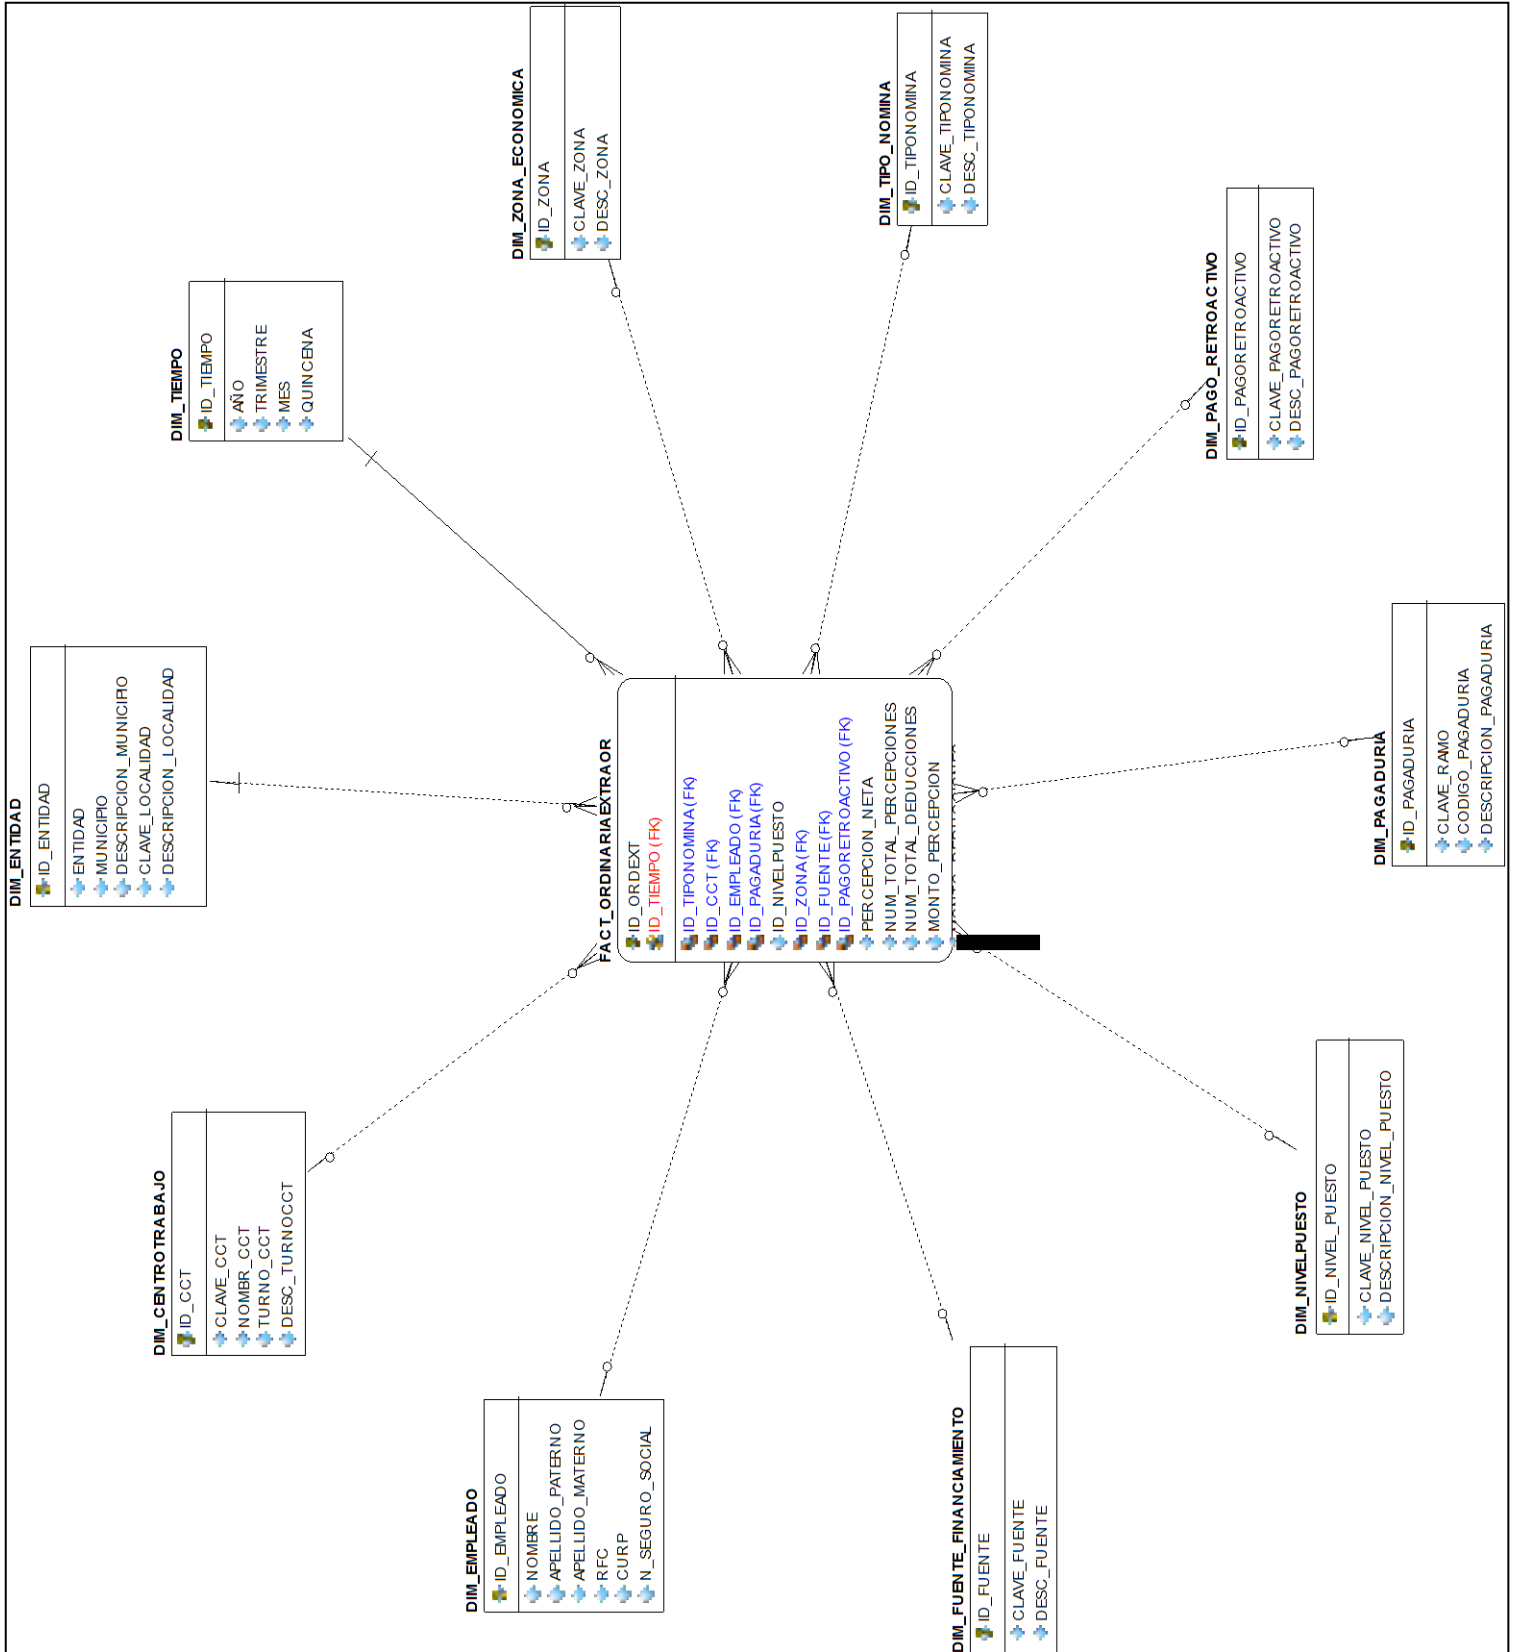 DIM_ENTIDAD
ID_ENTIDAD
ENTIDAD
MUNICIPIO
DESCRIPCION_MUNICIPIO
CLAVE_LOCALIDAD
DESCRIPCION_LOCALIDAD
DIM_TIEMPO
ID_TIEMPO
AÑO
TRIMESTRE
MES
QUINCENA
DIM_CENTROTRABAJO
ID_CCT
CLAVE_CCT
NOMBR_CCT
TURNO_CCT
DESC_TURNOCCT
DIM_ZONA_ECONOMICA
ID_ZONA
CLAVE_ZONA
DESC_ZONA
DIM_EMPLEADO
ID_EMPLEADO
NOMBRE
APELLIDO_PATERNO
APELLIDO_MATERNO
RFC
CURP
N_SEGURO_SOCIAL
FACT_ORDINARIAEXTRAOR
ID_ORDEXT
ID_TIEMPO (FK)
ID_TIPONOMINA (FK)
ID_CCT (FK)
ID_EMPLEADO (FK)
ID_PAGADURIA (FK)
ID_NIVELPUESTO
ID_ZONA (FK)
ID_FUENTE (FK)
ID_PAGORETROACTIVO (FK)
PERCEPCION_NETA
NUM_TOTAL_PERCEPCIONES
NUM_TOTAL_DEDUCCIONES
MONTO_PERCEPCION
DIM_TIPO_NOMINA
ID_TIPONOMINA
CLAVE_TIPONOMINA
DESC_TIPONOMINA
DIM_FUENTE_FINANCIAMIENTO
ID_FUENTE
CLAVE_FUENTE
DESC_FUENTE
DIM_PAGO_RETROACTIVO
ID_PAGORETROACTIVO
CLAVE_PAGORETROACTIVO
DESC_PAGORETROACTIVO
DIM_NIVELPUESTO
ID_NIVEL_PUESTO
CLAVE_NIVEL_PUESTO
DESCRIPCION_NIVEL_PUESTO
DIM_PAGADURIA
ID_PAGADURIA
CLAVE_RAMO
CODIGO_PAGADURIA
DESCRIPCION_PAGADURIA